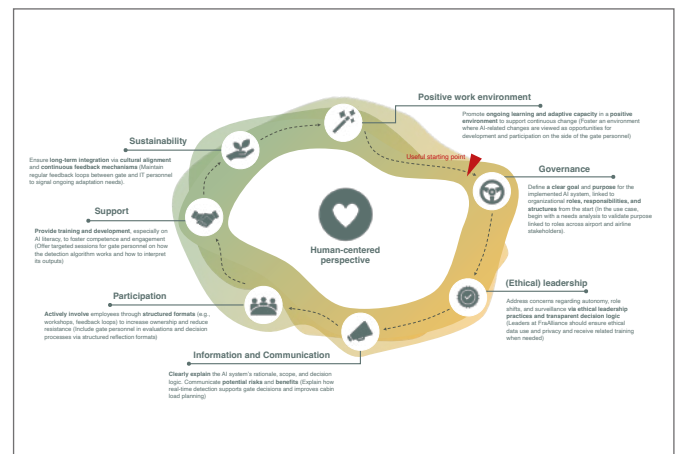 Positive work environment
Promote ongoing learning and adaptive capacity in a positive
environment to support continuous change (Foster an environment
where AI-related changes are viewed as opportunities for
development and participation on the side of the gate personnel)
Useful starting point
Governance
Define a clear goal and purpose for the
implemented AI system, linked to
organizational roles, responsibilities, and
structures from the start (In the use case,
begin with a needs analysis to validate purpose
linked to roles across airport and airline
stakeholders).
(Ethical) leadership
Address concerns regarding autonomy, role
shifts, and surveillance via ethical leadership
practices and transparent decision logic
(Leaders at FraAlliance should ensure ethical
data use and privacy and receive related training
when needed)
Information and Communication
Clearly explain the AI system's rationale, scope, and decision
logic. Communicate potential risks and benefits (Explain how
real-time detection supports gate decisions and improves cabin
load planning)
Participation
Actively involve employees through structured formats (e.g.,
workshops, feedback loops) to increase ownership and reduce
resistance (Include gate personnel in evaluations and decision
processes via structured reflection formats)
Support
Provide training and development, especially on
AI literacy, to foster competence and engagement
(Offer targeted sessions for gate personnel on how
the detection algorithm works and how to interpret
its outputs)
Sustainability
Ensure long-term integration via cultural alignment
and continuous feedback mechanisms (Maintain
regular feedback loops between gate and IT personnel
to signal ongoing adaptation needs).
Human-centered
perspective